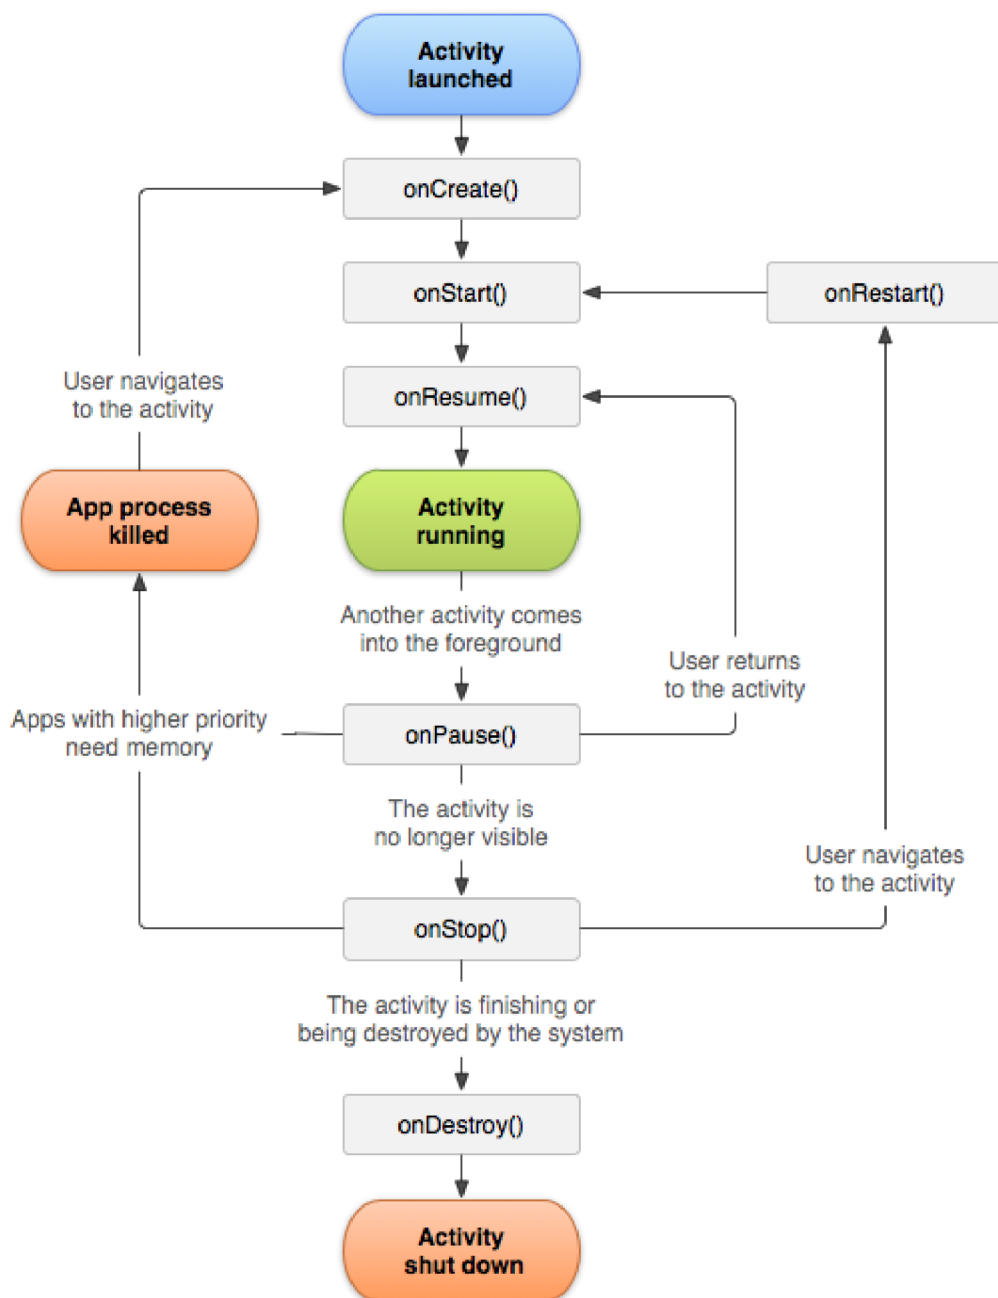 Activity
launched
onCreate()
onStart()
onRestart()
User navigates
to the activity
onResume()
App process
killed
Activity
running
Another activity comes
into the foreground
User returns
to the activity
Apps with higher priority
need memory
onPause()
The activity is
no longer visible
User navigates
to the activity
onStop()
The activity is finishing or
being destroyed by the system
onDestroy()
Activity
shut down